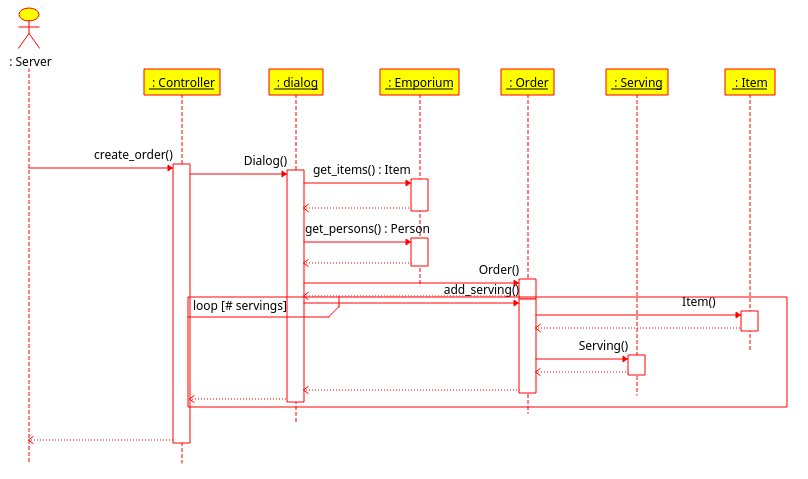 : Server
: Controller
: dialog
: Emporium
: Order
: Serving
: Item
create_order()
Dialog()
get_items() : Item
get_persons() : Person
Order()
add_serving()
loop [# servings]
Item()
Serving()